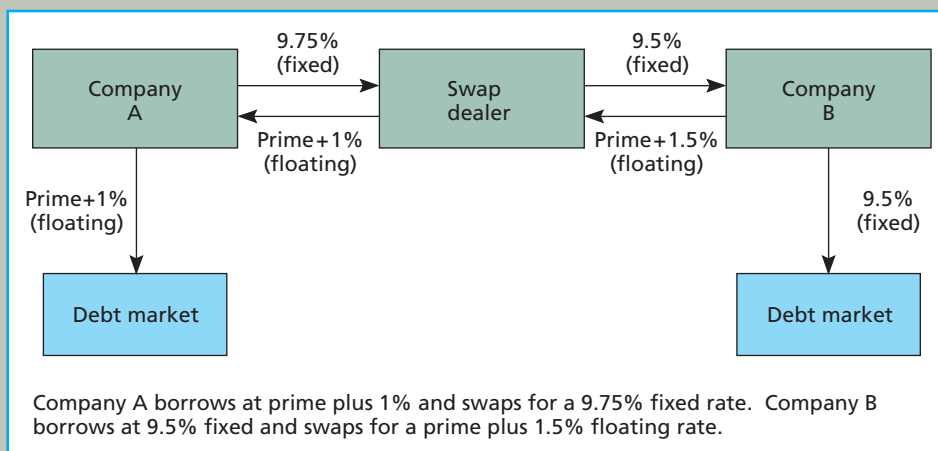 9.75%
(fixed)
9.5%
(fixed)
Company
A
Swap
dealer
Company
B
Prime+1%
(floating)
Prime+1.5%
(floating)
Prime+1%
(floating)
9.5%
(fixed)
Debt market
Debt market
Company A borrows at prime plus 1% and swaps for a 9.75% fixed rate.  Company B
borrows at 9.5% fixed and swaps for a prime plus 1.5% floating rate.